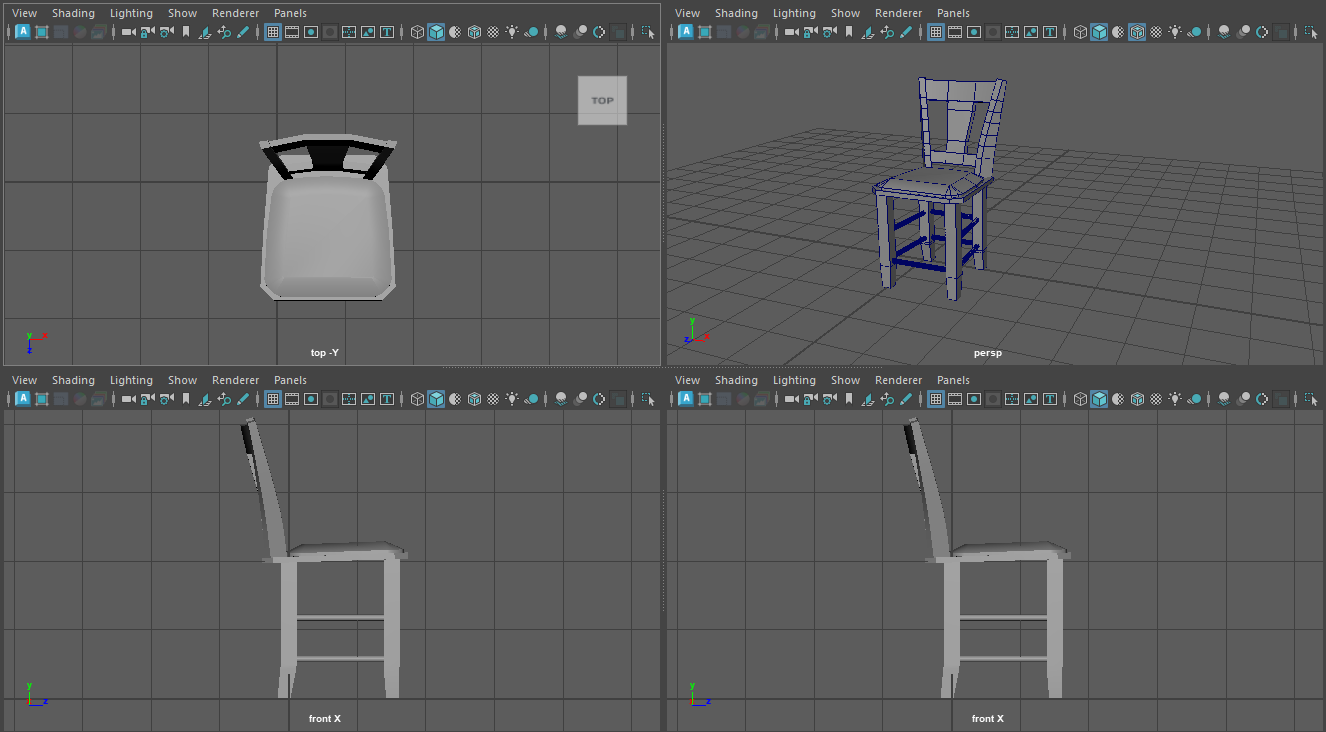 View Shading Lighting Show Renderer Panels
View Shading Lighting Show Renderer Panels
A T
A T
TOP
y x
z
top -Y
y
z x
persp
View Shading Lighting Show Renderer Panels
View Shading Lighting Show Renderer Panels
A T
A T
y
z
front X
y
z
front X